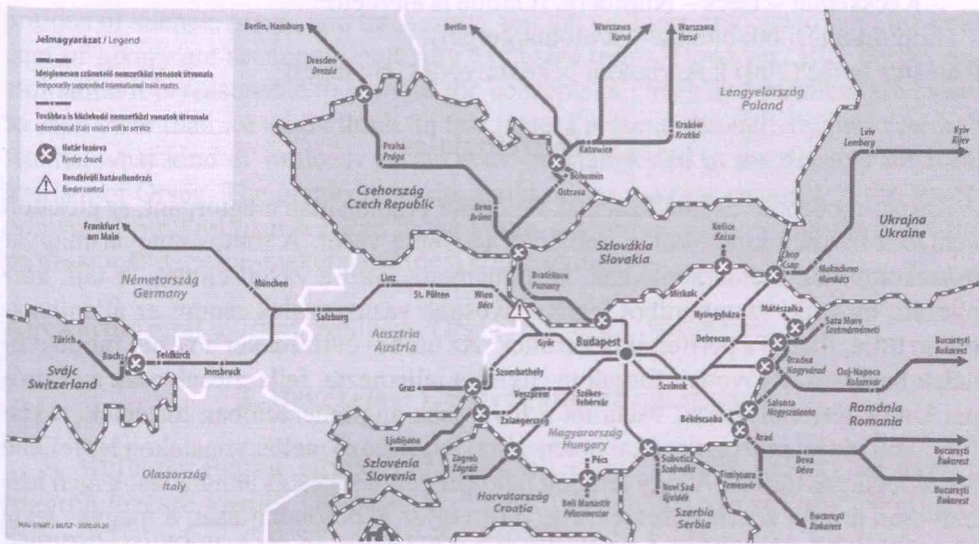 Jelmagyarázat / Legend
Ideiglenesen szünetelő nemzetközi vonatok útvonala
Temporarily suspended international train routes
Továbbra is közlekedő nemzetközi vonatok útvonala
International train routes still in service
Határ lezárva
Border closed
Rendkívüli határellenőrzés
Border control
Berlin, Hamburg
Berlin
Warszawa
Varsó
Warszawa
Varsó
Dresden
Drezda
Lengyelország
Poland
Praha
Prága
Kraków
Krakkó
Katowice
Bohumín
Ostrava
Lviv
Lemberg
Kyiv
Kijev
Csehország
Czech Republic
Brno
Brünn
Ukrajna
Ukraine
Szlovákia
Slovakia
Košice
Kassa
Chop
Csap
Mukachevo
Munkács
Frankfurt
am Main
Németország
Germany
München
Linz
St. Pölten
Wien
Bécs
Bratislava
Pozsony
Miskolc
Nyíregyháza
Mátészalka
Satu Mare
Szatmárnémeti
Salzburg
Ausztria
Austria
Győr
Budapest
Debrecen
Zürich
Buchs
Feldkirch
Innsbruck
Svájc
Switzerland
Graz
Szombathely
Veszprém
Székes-
fehérvár
Szolnok
Oradea
Nagyvárad
Cluj-Napoca
Kolozsvár
București
Bukarest
Zalaegerszeg
Magyarország
Hungary
Békéscsaba
Salonta
Nagyszalonta
Románia
Romania
Ljubljana
Szlovénia
Slovenia
Zagreb
Zágráb
Pécs
Subotica
Szabadka
Arad
Deva
Déva
București
Bukarest
Olaszország
Italy
Horvátország
Croatia
Beli Manastir
Pélmonostor
Novi Sad
Újvidék
Szerbia
Serbia
Timișoara
Temesvár
București
Bukarest
București
Bukarest